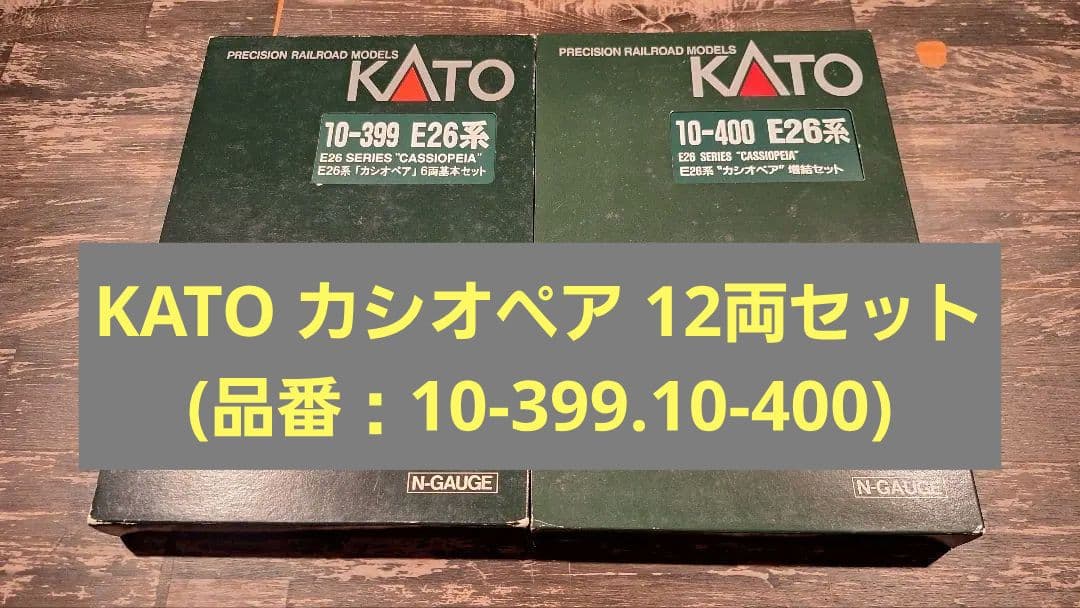 PRECISION RAILROAD MODELS
KATO
10-399 E26系
E26 SERIES "CASSIOPEIA"
E26系「カシオペア」6両基本セット
PRECISION RAILROAD MODELS
KATO
10-400 E26系
E26 SERIES "CASSIOPEIA"
E26系"カシオペア" 増結セット
KATO カシオペア 12両セット
(品番：10-399.10-400)
N-GAUGE
N-GAUGE